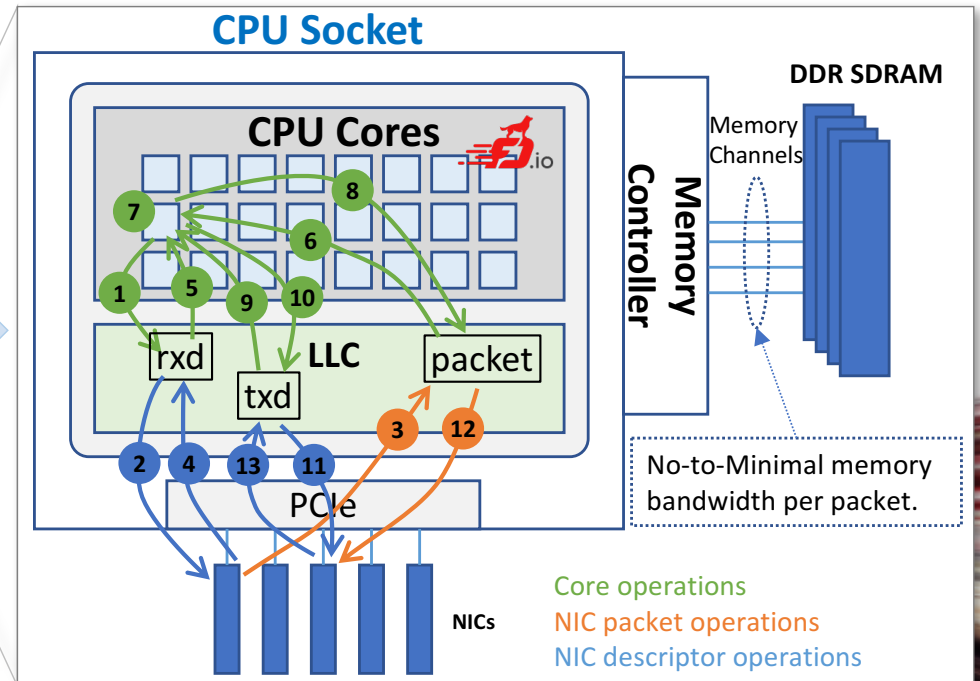 CPU Socket
DDR SDRAM
CPU Cores
.io
Memory
Channels
Memory
Controller
8
7
6
1
5
9
10
rxd
LLC
packet
txd
3
12
2
4
13
11
No-to-Minimal memory
bandwidth per packet.
PCIe
NICs
Core operations
NIC packet operations
NIC descriptor operations